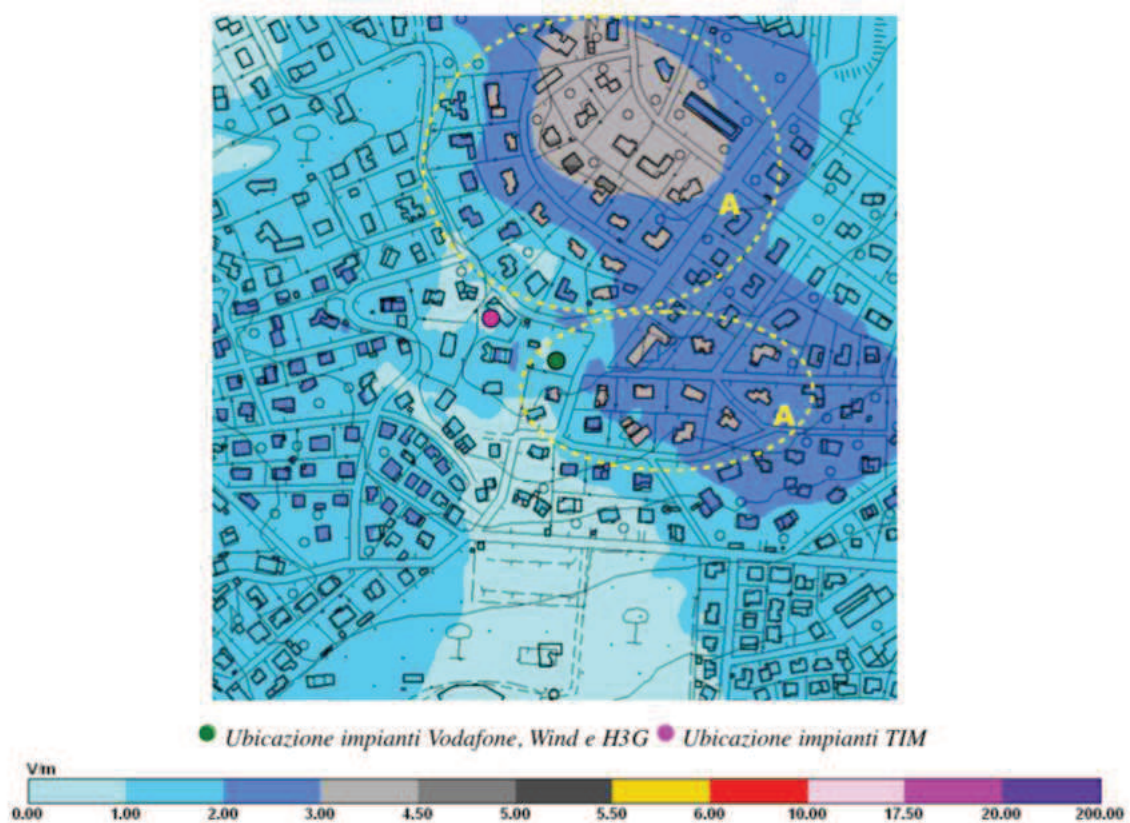 A
A
Ubicazione impianti Vodafone, Wind e H3G Ubicazione impianti TIM
V/m
0.00 1.00 2.00 3.00 4.50 5.00 5.50 6.00 10.00 17.50 20.00 200.00